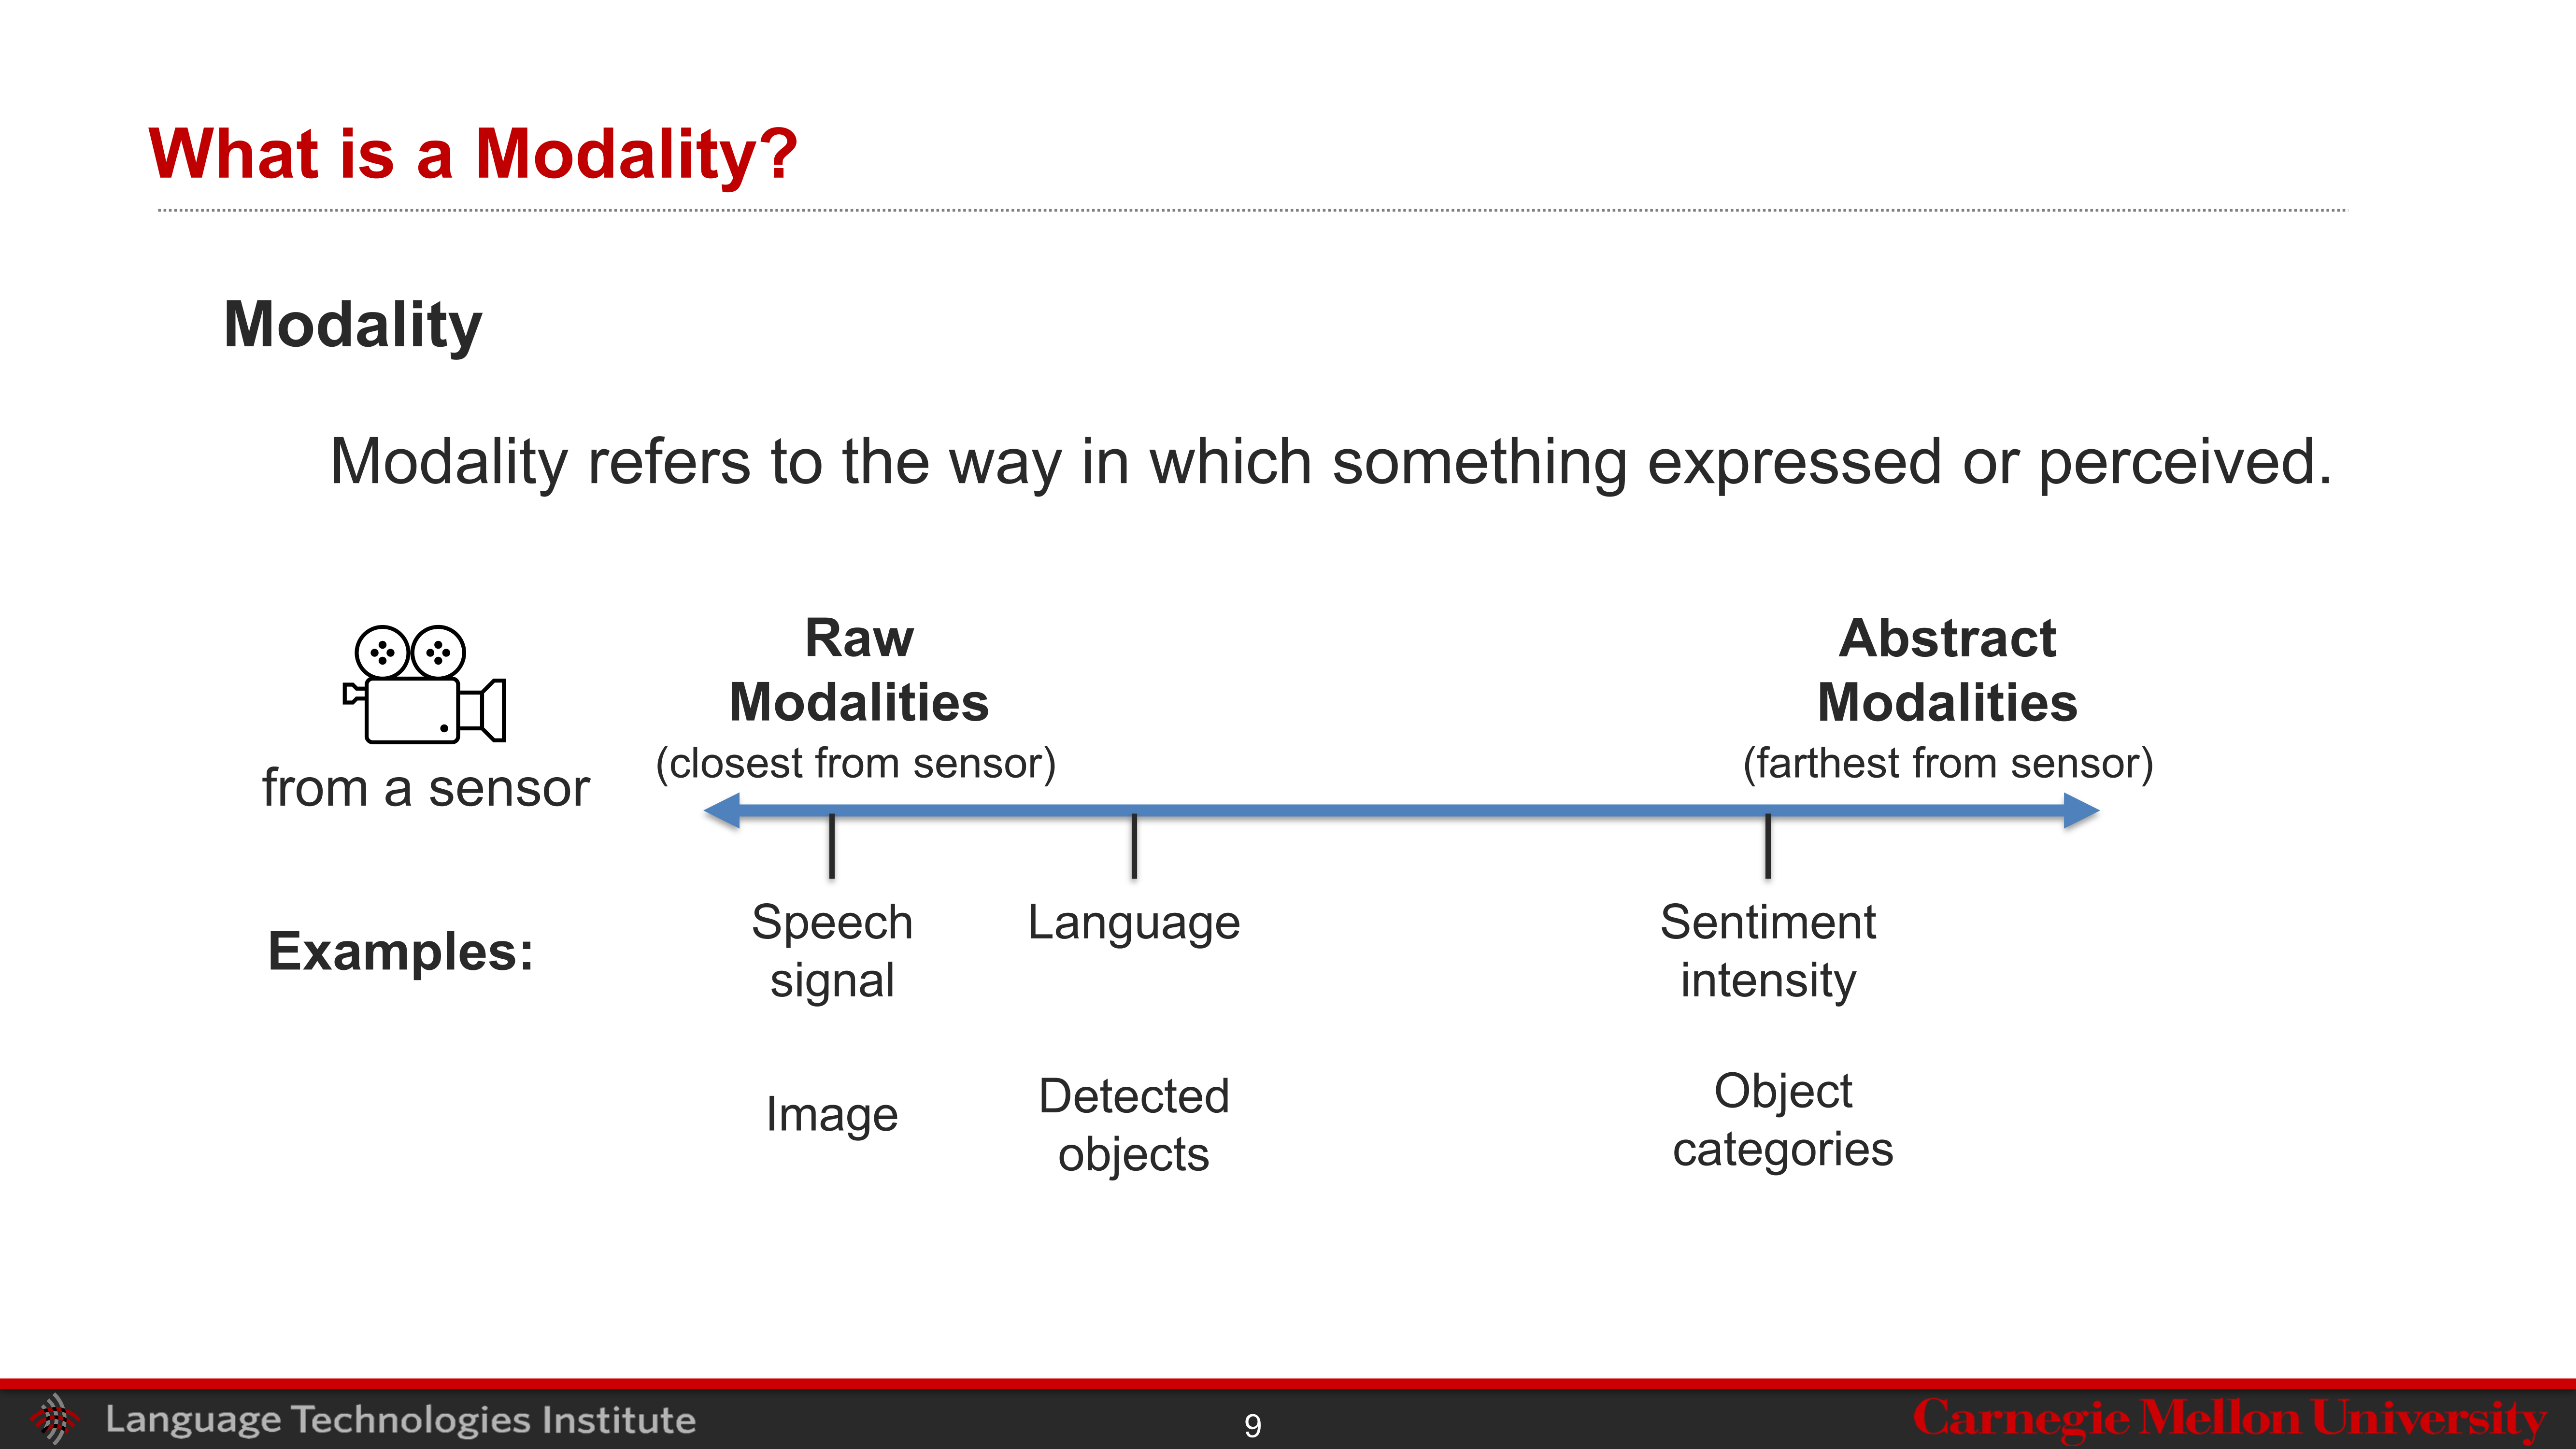 What is a Modality?
Modality
Modality refers to the way in which something expressed or perceived.
from a sensor
Raw
Modalities
(closest from sensor)
Abstract
Modalities
(farthest from sensor)
Examples:
Speech
signal
Language
Sentiment
intensity
Image
Detected
objects
Object
categories
Language Technologies Institute
9
Carnegie Mellon University